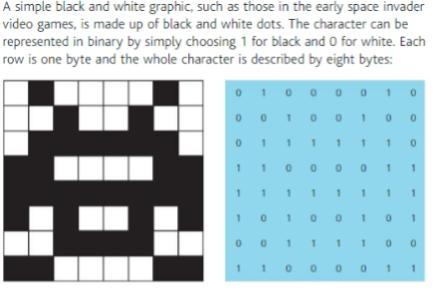 A simple black and white graphic, such as those in the early space invader
video games, is made up of black and white dots. The character can be
represented in binary by simply choosing 1 for black and 0 for white. Each
row is one byte and the whole character is described by eight bytes:
0 1 0 0 0 0 1 0
0 0 1 0 0 1 0 0
0 1 1 1 1 1 1 0
1 1 0 0 0 0 1 1
1 1 1 1 1 1 1 1
1 0 1 0 0 1 0 1
0 0 1 1 1 1 0 0
1 1 0 0 0 0 1 1